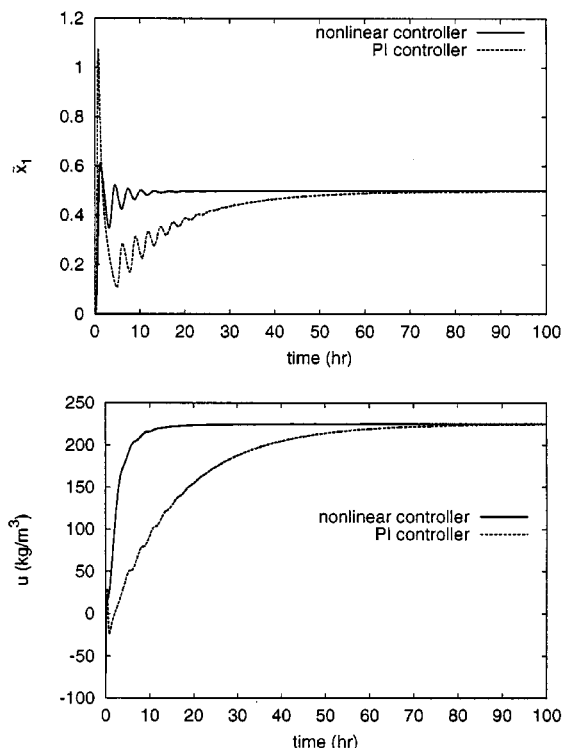 1.2
nonlinear controller
PI controller
1
0.8
x̃₁
0.6
0.4
0.2
0
0 10 20 30 40 50 60 70 80 90 100
time (hr)
250
200
150
nonlinear controller
PI controller
100
u (kg/m³)
50
0
-50
-100
0 10 20 30 40 50 60 70 80 90 100
time (hr)